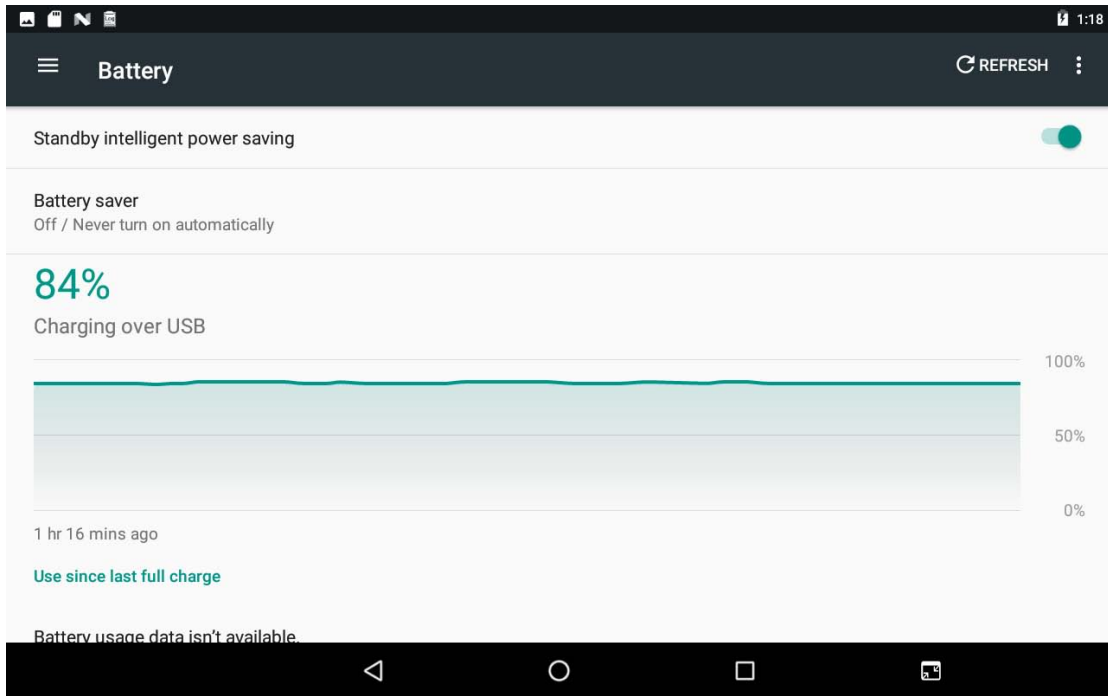 1:18
Battery
REFRESH
Standby intelligent power saving
Battery saver
Off / Never turn on automatically
84%
Charging over USB
100%
50%
0%
1 hr 16 mins ago
Use since last full charge
Battery usage data isn't available.